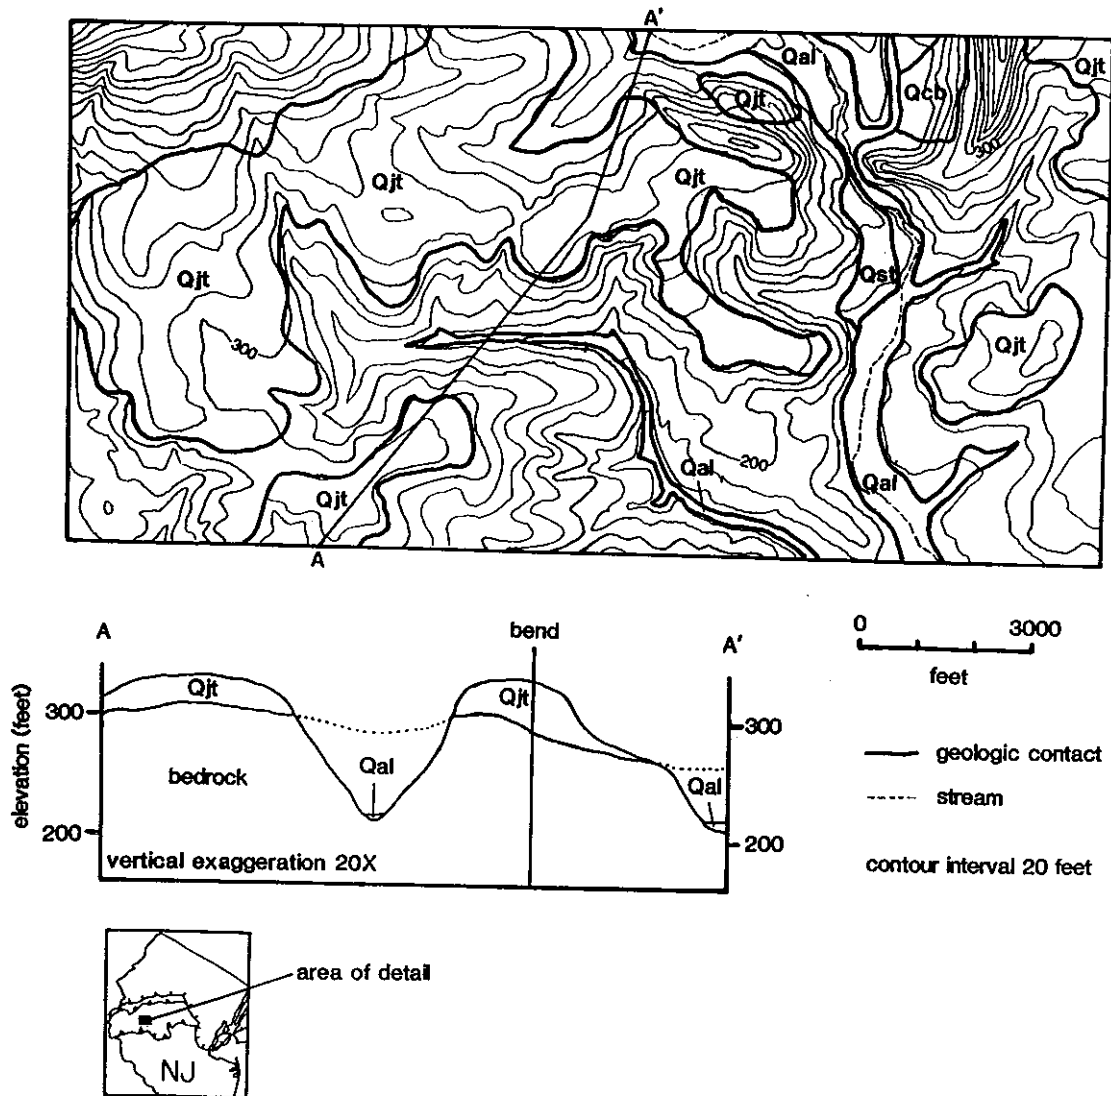 A'
Qal
Qjt
Qcb
Qjt
300
Qjt
Qjt
Qjt
Qst
300
Qjt
Qal
200
Qal
Qjt
A
A
bend
A'
0
3000
feet
elevation (feet)
300
200
Qjt
Qjt
Qal
Qal
bedrock
300
200
vertical exaggeration 20X
geologic contact
stream
contour interval 20 feet
area of detail
NJ